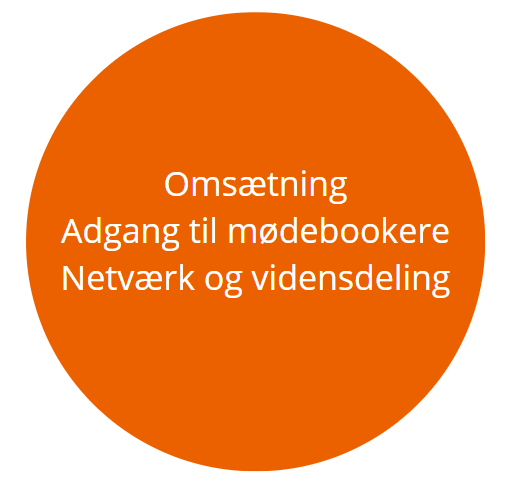 Omsætning
Adgang til mødebookere
Netværk og vidensdeling